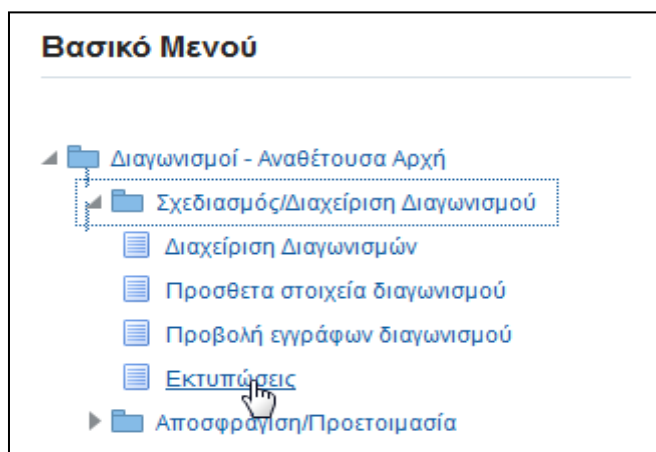 Βασικό Μενού
Διαγωνισμοί - Αναθέτουσα Αρχή
Σχεδιασμός/Διαχείριση Διαγωνισμού
Διαχείριση Διαγωνισμών
Προσθετα στοιχεία διαγωνισμού
Προβολή εγγράφων διαγωνισμού
Εκτυπώσεις
Αποσφράγιση/Προετοιμασία